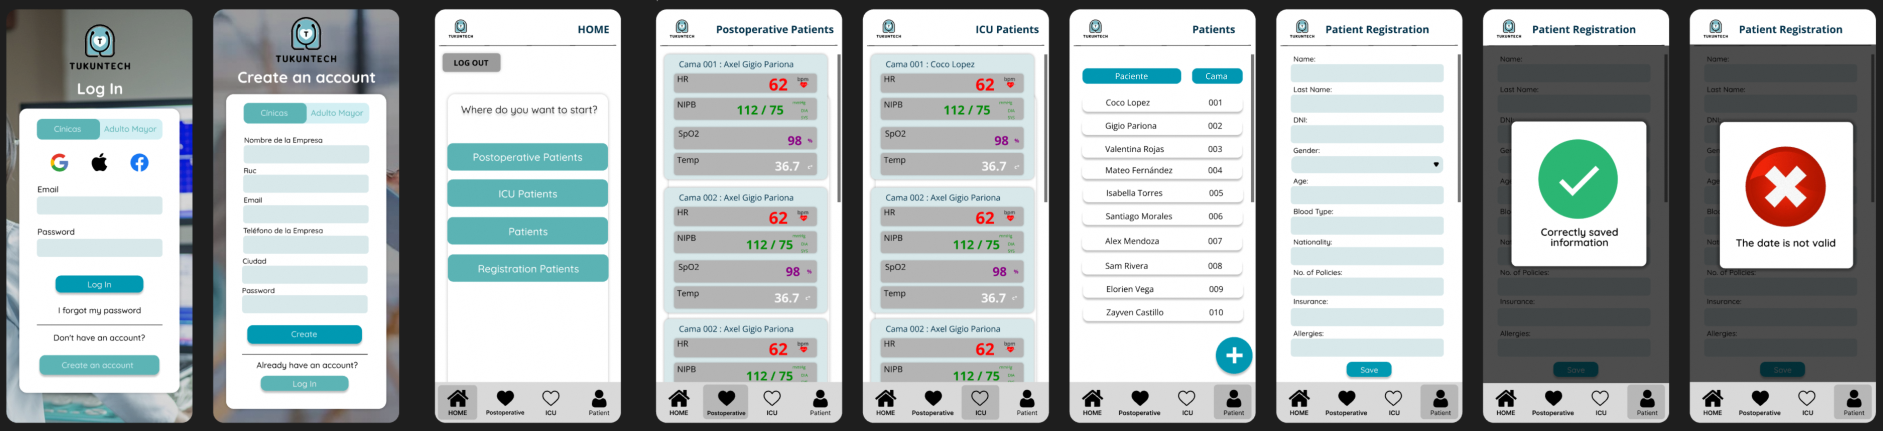 TUKUNTECH
Log In
Cinicas Adulto Mayor
Email
Password
Log In
I forgot my password
Don't have an account?
Create an account
TUKUNTECH
Create an account
Cinicas Adulto Mayor
Nombre de la Empresa
Ruc
Email
Teléfono de la Empresa
Ciudad
Password
Create
Already have an account?
Log In
TUKUNTECH
HOME
LOG OUT
Where do you want to start?
Postoperative Patients
ICU Patients
Patients
Registration Patients
HOME Postoperative ICU Patient
TUKUNTECH
Postoperative Patients
Cama 001 : Axel Gigio Pariona
HR 62 bpm
NIPB 112 / 75
SpO2 98 %
Temp 36.7
Cama 002 : Axel Gigio Pariona
HR 62 bpm
NIPB 112 / 75
SpO2 98 %
Temp 36.7
Cama 002 : Axel Gigio Pariona
HR 62 bpm
NIPB 112 / 75
HOME Postoperative ICU Patient
TUKUNTECH
ICU Patients
Cama 001 : Coco Lopez
HR 62 bpm
NIPB 112 / 75
SpO2 98 %
Temp 36.7
Cama 002 : Axel Gigio Pariona
HR 62 bpm
NIPB 112 / 75
SpO2 98 %
Temp 36.7
Cama 002 : Axel Gigio Pariona
HR 62 bpm
NIPB 112 / 75
HOME Postoperative ICU Patient
TUKUNTECH
Patients
Paciente Cama
Coco Lopez 001
Gigio Pariona 002
Valentina Rojas 003
Mateo Fernández 004
Isabella Torres 005
Santiago Morales 006
Alex Mendoza 007
Sam Rivera 008
Elorien Vega 009
Zayven Castillo 010
+
HOME Postoperative ICU Patient
TUKUNTECH
Patient Registration
Name:
Last Name:
DNI:
Gender:
Age:
Blood Type:
Nationality:
No. of Policies:
Insurance:
Allergies:
Save
HOME Postoperative ICU Patient
TUKUNTECH
Patient Registration
Name:
Last Name:
DNI:
Correctly saved
information
No. of Policies:
Insurance:
Allergies:
Save
HOME Postoperative ICU Patient
TUKUNTECH
Patient Registration
Name:
Last Name:
DNI:
The date is not valid
No. of Policies:
Insurance:
Allergies:
Save
HOME Postoperative ICU Patient